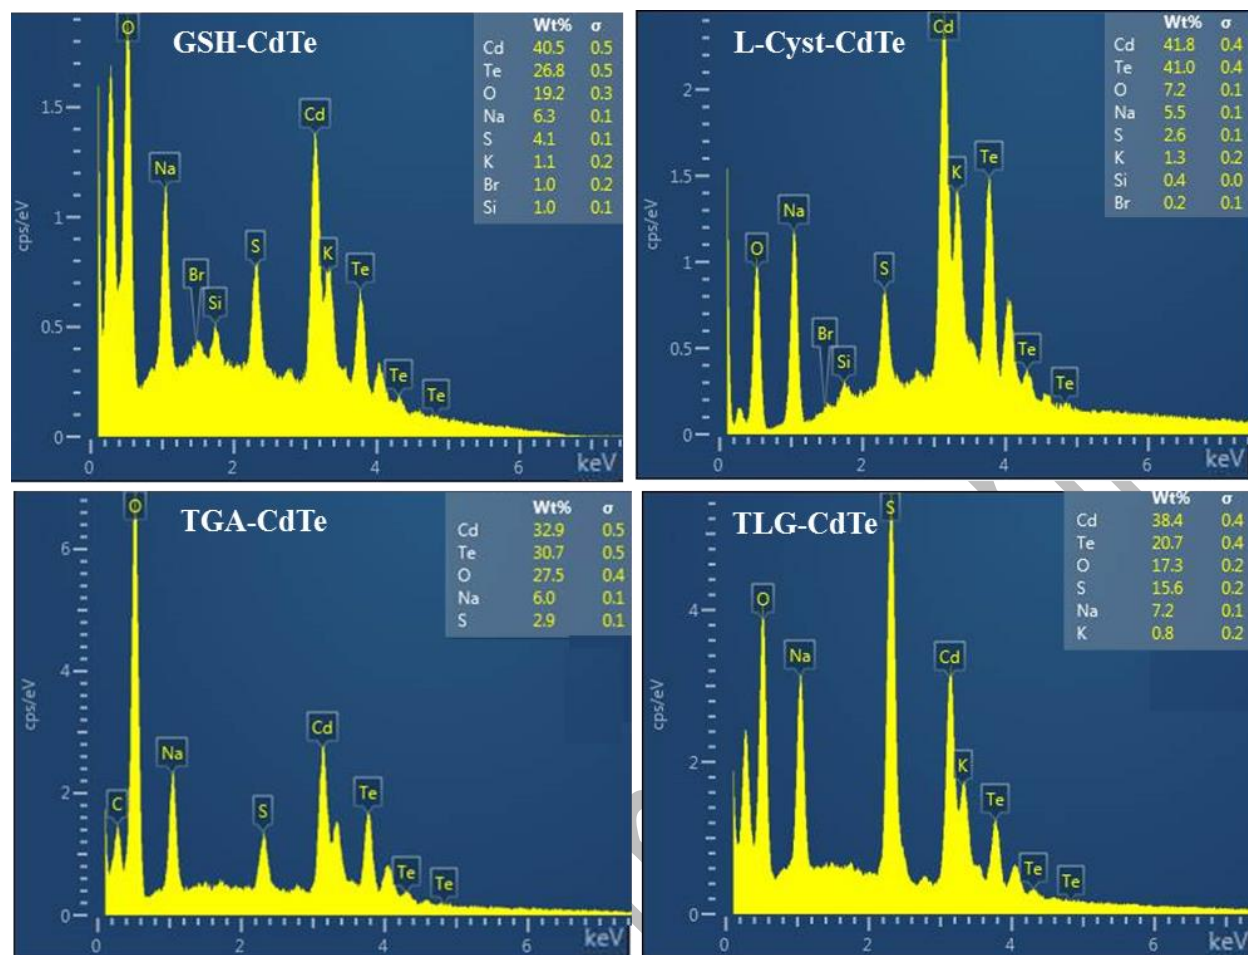 GSH-CdTe
Wt% σ
Cd 40.5 0.5
Te 26.8 0.5
O 19.2 0.3
Na 6.3 0.1
S 4.1 0.1
K 1.1 0.2
Br 1.0 0.2
Si 1.0 0.1
O
Na
Br
Si
S
Cd
K
Te
Te
Te
cps/eV
1.5
1
0.5
0
0 2 4 6 keV
L-Cyst-CdTe
Wt% σ
Cd 41.8 0.4
Te 41.0 0.4
O 7.2 0.1
Na 5.5 0.1
S 2.6 0.1
K 1.3 0.2
Si 0.4 0.0
Br 0.2 0.1
O
Na
Br
Si
S
Cd
K
Te
Te
Te
cps/eV
2
1.5
1
0.5
0
0 2 4 6 keV
TGA-CdTe
Wt% σ
Cd 32.9 0.5
Te 30.7 0.5
O 27.5 0.4
Na 6.0 0.1
S 2.9 0.1
C
O
Na
S
Cd
Te
Te
Te
cps/eV
6
4
2
0
0 2 4 6 keV
TLG-CdTe
Wt% σ
Cd 38.4 0.4
Te 20.7 0.4
O 17.3 0.2
S 15.6 0.2
Na 7.2 0.1
K 0.8 0.2
O
Na
S
Cd
K
Te
Te
Te
cps/eV
4
2
0
0 2 4 6 keV